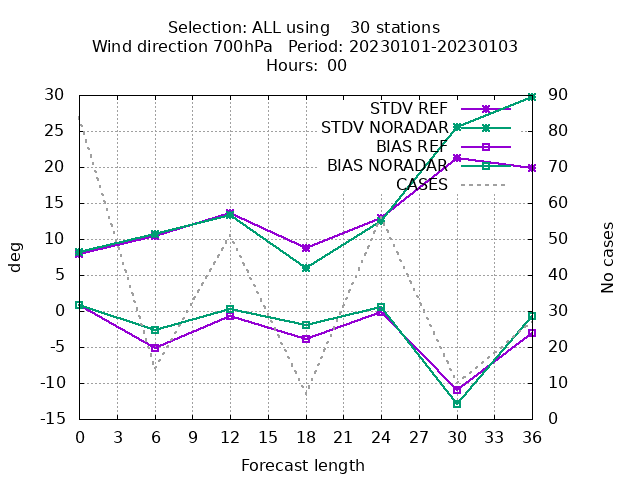 Selection: ALL using    30 stations
Wind direction 700hPa   Period: 20230101-20230103
Hours: 00
30
25
20
15
10
5
0
-5
-10
-15
90
80
70
60
50
40
30
20
10
0
STDV REF
STDV NORADAR
BIAS REF
BIAS NORADAR
CASES
deg
No cases
0 3 6 9 12 15 18 21 24 27 30 33 36
Forecast length